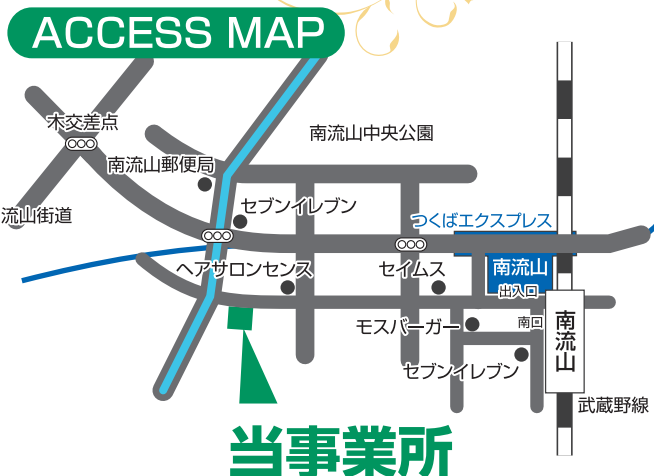 ACCESS MAP
木交差点
南流山中央公園
南流山郵便局
流山街道
セブンイレブン
つくばエクスプレス
ヘアサロンセンス
セイムス
南流山
出入口
モスバーガー
南口
南流山
セブンイレブン
武蔵野線
当事業所